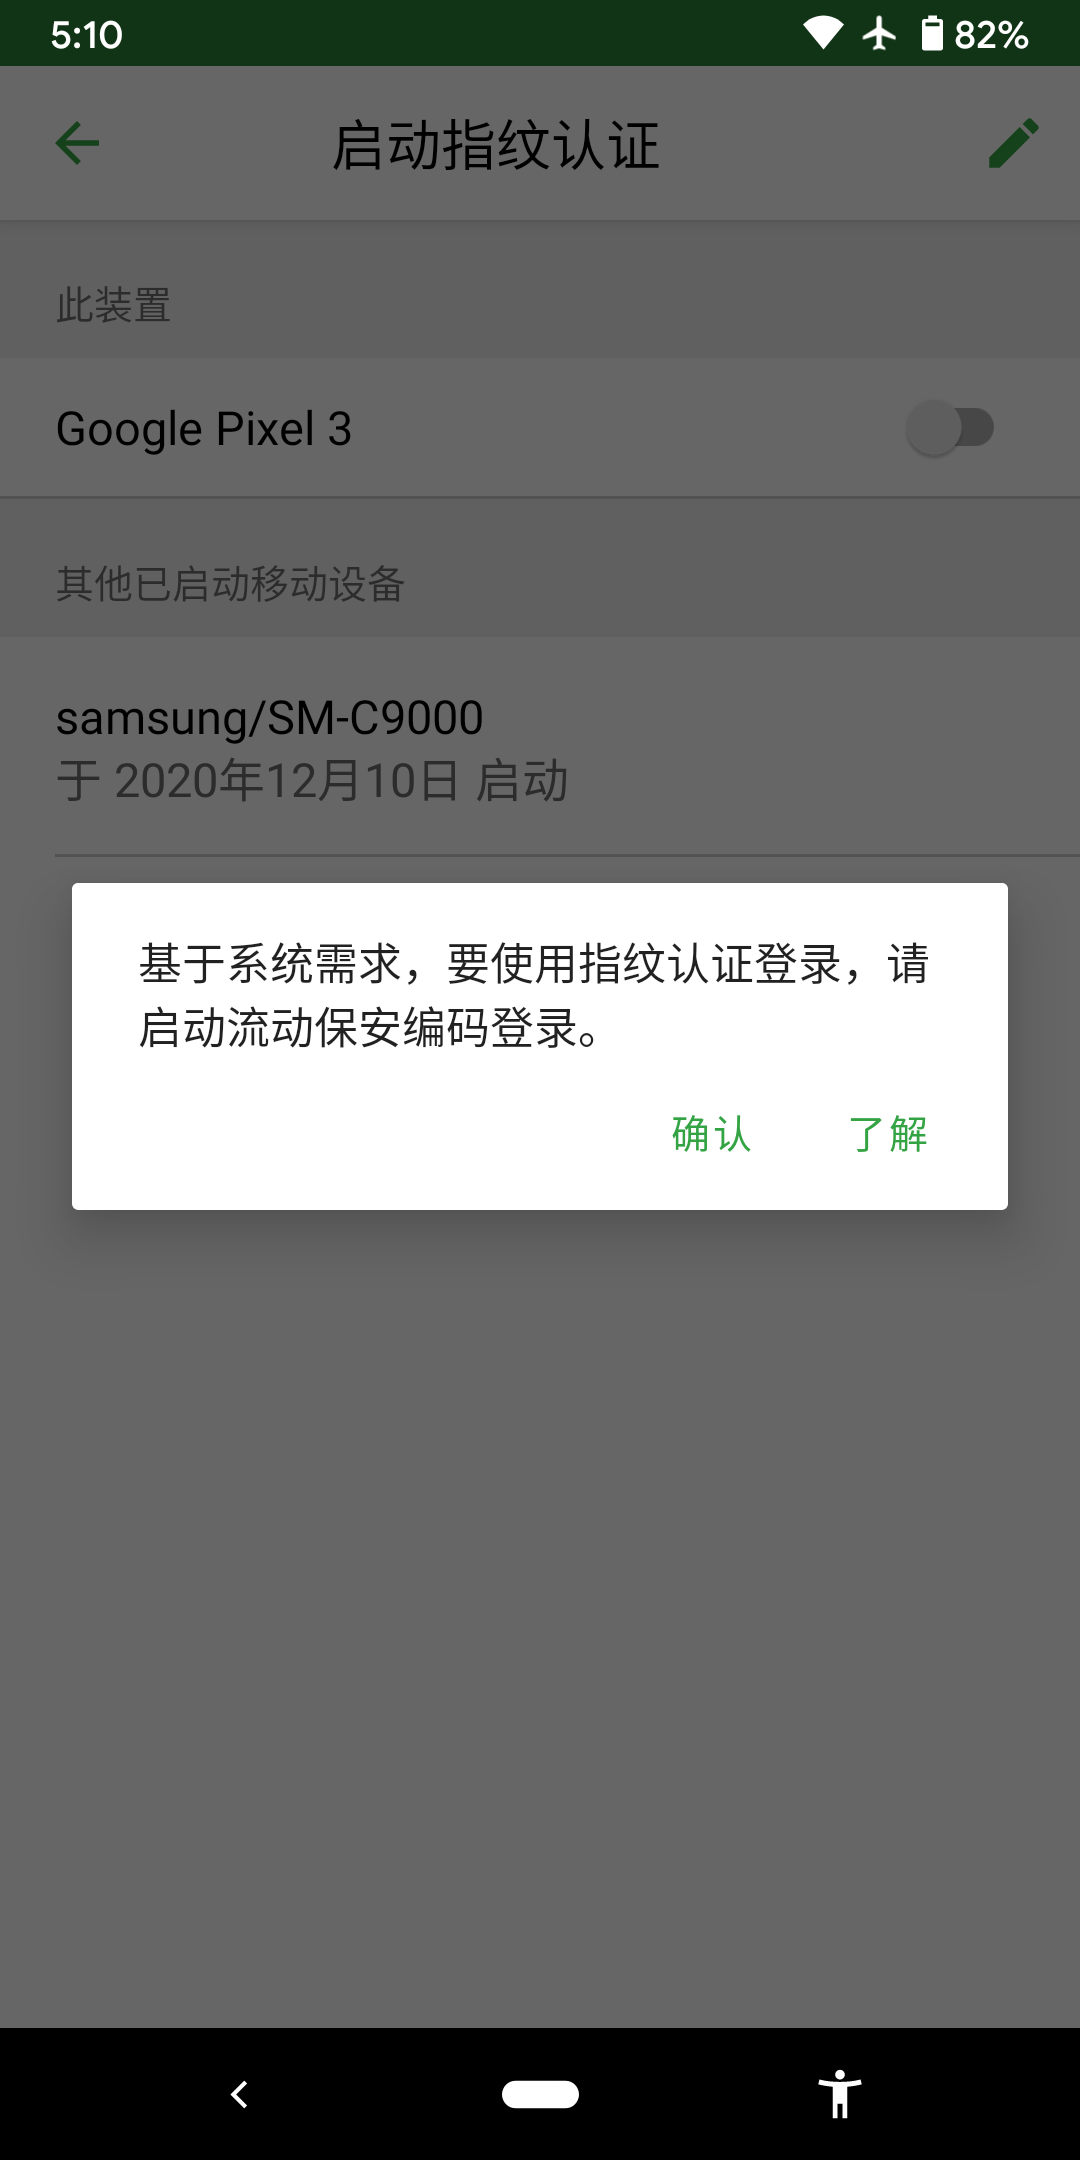 5:10
82%
启动指纹认证
此装置
Google Pixel 3
其他已启动移动设备
samsung/SM-C9000
于 2020年12月10日 启动
基于系统需求，要使用指纹认证登录，请
启动流动保安编码登录。
确认 了解